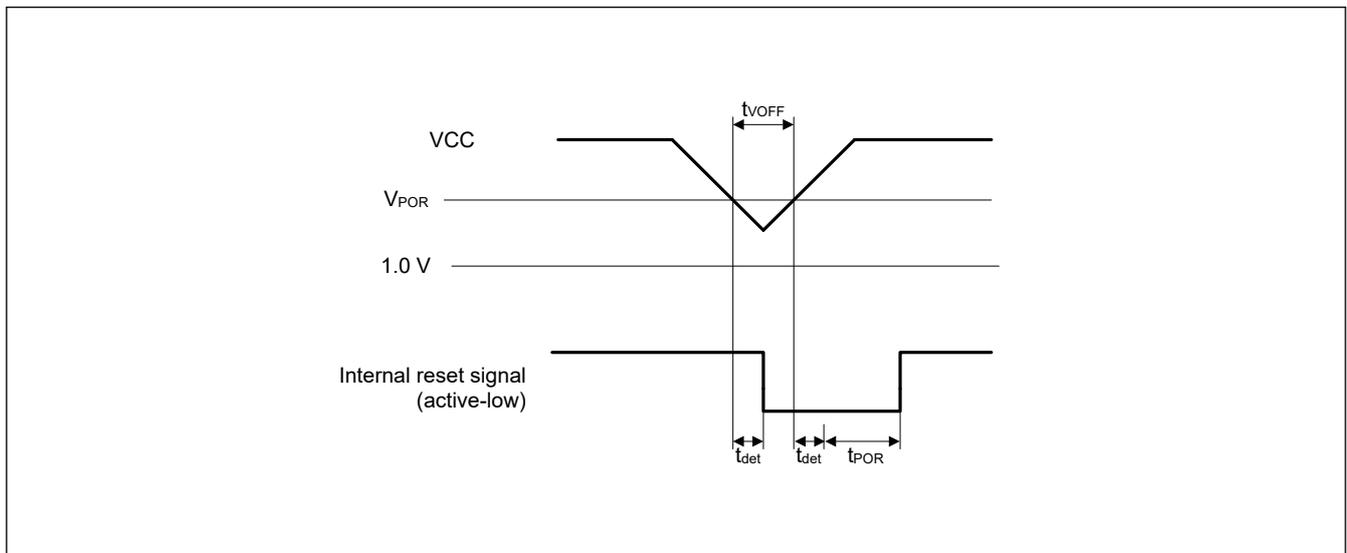 tVOFF
VCC
VPOR
1.0 V
Internal reset signal
(active-low)
tdet
tdet
tPOR